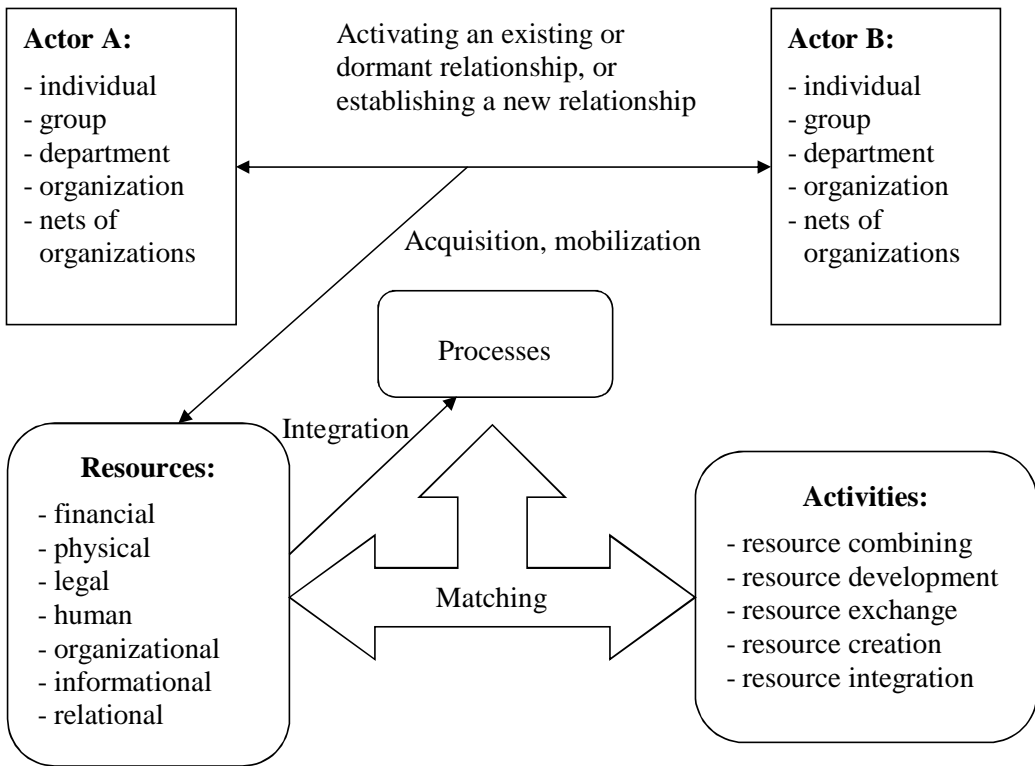 Actor A:
- individual
- group
- department
- organization
- nets of
organizations
Activating an existing or
dormant relationship, or
establishing a new relationship
Actor B:
- individual
- group
- department
- organization
- nets of
organizations
Acquisition, mobilization
Processes
Integration
Resources:
- financial
- physical
- legal
- human
- organizational
- informational
- relational
Matching
Activities:
- resource combining
- resource development
- resource exchange
- resource creation
- resource integration